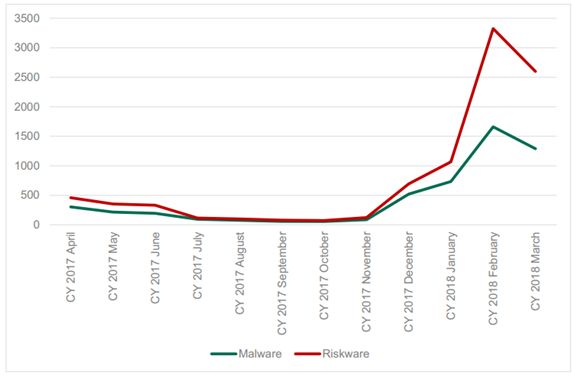 3500
3000
2500
2000
1500
1000
500
0
CY 2017 April
CY 2017 May
CY 2017 June
CY 2017 July
CY 2017 August
CY 2017 September
CY 2017 October
CY 2017 November
CY 2017 December
CY 2018 January
CY 2018 February
CY 2018 March
Malware Riskware